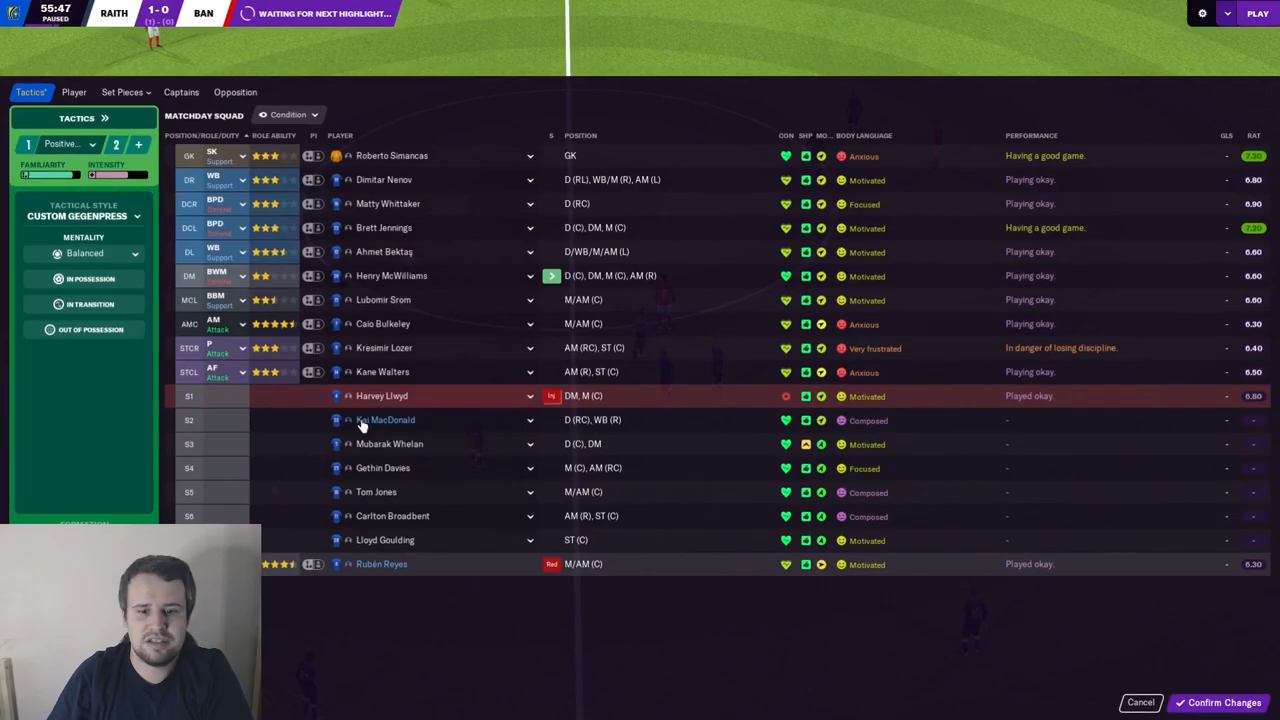 55:47
PAUSED
RAITH
1 - 0
(1) - (0)
BAN
WAITING FOR NEXT HIGHLIGHT...
PLAY
Tactics*
Player
Set Pieces
Captains
Opposition
TACTICS
MATCHDAY SQUAD
Condition
POSITION/ROLE/DUTY ROLE ABILITY PI PLAYER S POSITION CON SHP MO... BODY LANGUAGE PERFORMANCE GLS RAT
1 Positive... 2 +
FAMILIARITY INTENSITY
TACTICAL STYLE
CUSTOM GEGENPRESS
MENTALITY
Balanced
IN POSSESSION
IN TRANSITION
OUT OF POSSESSION
GK SK Support Roberto Simancas GK Anxious Having a good game. - 7.30
DR WB Support Dimitar Nenov D (RL), WB/M (R), AM (L) Motivated Playing okay. - 6.80
DCR BPD Matty Whittaker D (RC) Focused Playing okay. - 6.90
DCL BPD Brett Jennings D (C), DM, M (C) Motivated Having a good game. - 7.20
DL WB Support Ahmet Bektaş D/WB/M/AM (L) Motivated Playing okay. - 6.60
DM BWM Henry McWilliams D (C), DM, M (C), AM (R) Motivated Playing okay. - 6.60
MCL BBM Support Lubomir Srom M/AM (C) Motivated Playing okay. - 6.60
AMC AM Attack Caio Bulkeley M/AM (C) Anxious Playing okay. - 6.30
STCR P Attack Kresimir Lozer AM (RC), ST (C) Very frustrated In danger of losing discipline. - 6.40
STCL AF Attack Kane Walters AM (R), ST (C) Anxious Playing okay. - 6.50
S1 Harvey Llwyd Inj DM, M (C) Motivated Played okay. - 6.80
S2 Kai MacDonald D (RC), WB (R) Composed - - -
S3 Mubarak Whelan D (C), DM Motivated - - -
S4 Gethin Davies M (C), AM (RC) Focused - - -
S5 Tom Jones M/AM (C) Composed - - -
S6 Carlton Broadbent AM (R), ST (C) Composed - - -
Lloyd Goulding ST (C) Motivated - - -
Rubén Reyes Red M/AM (C) Motivated Played okay. - 6.30
Cancel
Confirm Changes